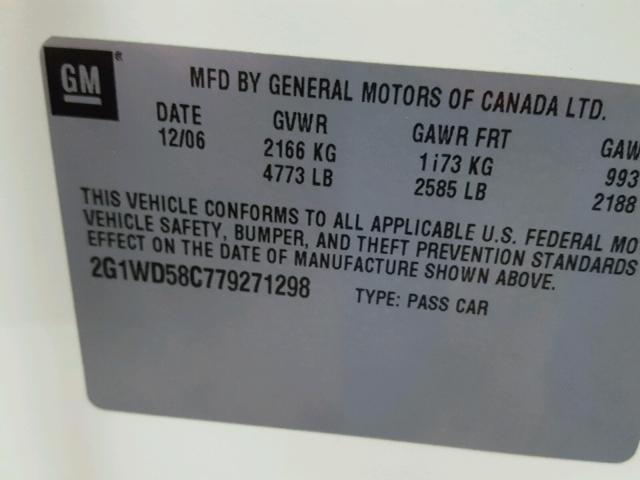 GM®
MFD BY GENERAL MOTORS OF CANADA LTD.
DATE GVWR GAWR FRT GAW
12/06 2166 KG 1173 KG 993
4773 LB 2585 LB 2188
THIS VEHICLE CONFORMS TO ALL APPLICABLE U.S. FEDERAL MO
VEHICLE SAFETY, BUMPER, AND THEFT PREVENTION STANDARDS
EFFECT ON THE DATE OF MANUFACTURE SHOWN ABOVE.
2G1WD58C779271298 TYPE: PASS CAR